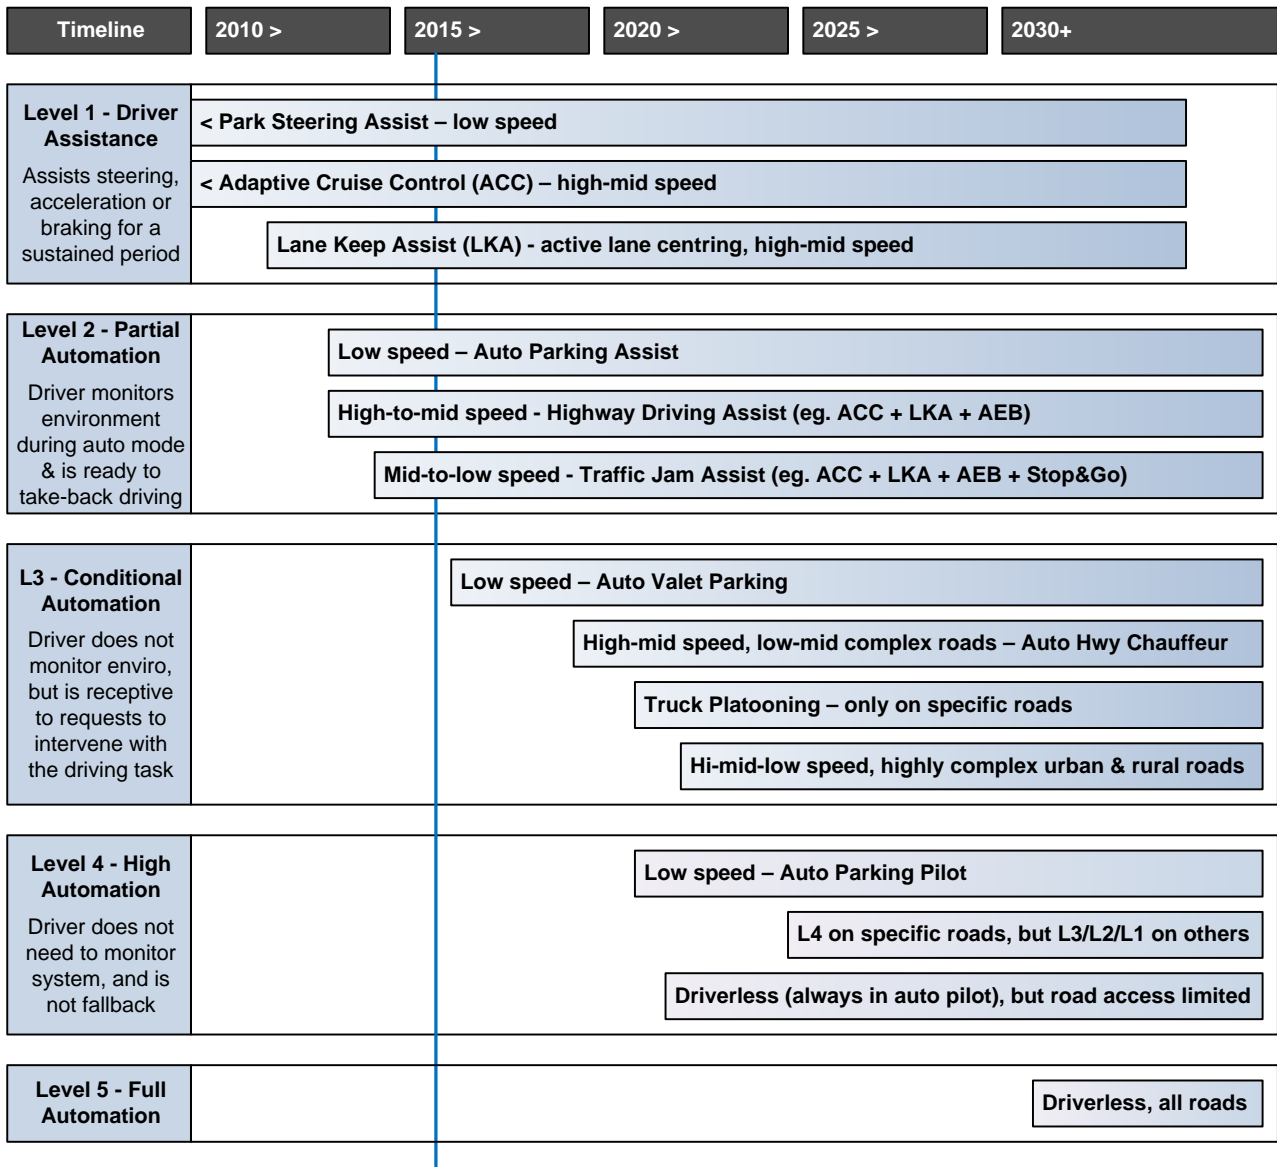 Timeline
2010 >
2015 >
2020 >
2025 >
2030+
Level 1 - Driver
Assistance
Assists steering,
acceleration or
braking for a
sustained period
< Park Steering Assist – low speed
< Adaptive Cruise Control (ACC) – high-mid speed
Lane Keep Assist (LKA) - active lane centring, high-mid speed
Level 2 - Partial
Automation
Driver monitors
environment
during auto mode
& is ready to
take-back driving
Low speed – Auto Parking Assist
High-to-mid speed - Highway Driving Assist (eg. ACC + LKA + AEB)
Mid-to-low speed - Traffic Jam Assist (eg. ACC + LKA + AEB + Stop&Go)
L3 - Conditional
Automation
Driver does not
monitor enviro,
but is receptive
to requests to
intervene with
the driving task
Low speed – Auto Valet Parking
High-mid speed, low-mid complex roads – Auto Hwy Chauffeur
Truck Platooning – only on specific roads
Hi-mid-low speed, highly complex urban & rural roads
Level 4 - High
Automation
Driver does not
need to monitor
system, and is
not fallback
Low speed – Auto Parking Pilot
L4 on specific roads, but L3/L2/L1 on others
Driverless (always in auto pilot), but road access limited
Level 5 - Full
Automation
Driverless, all roads